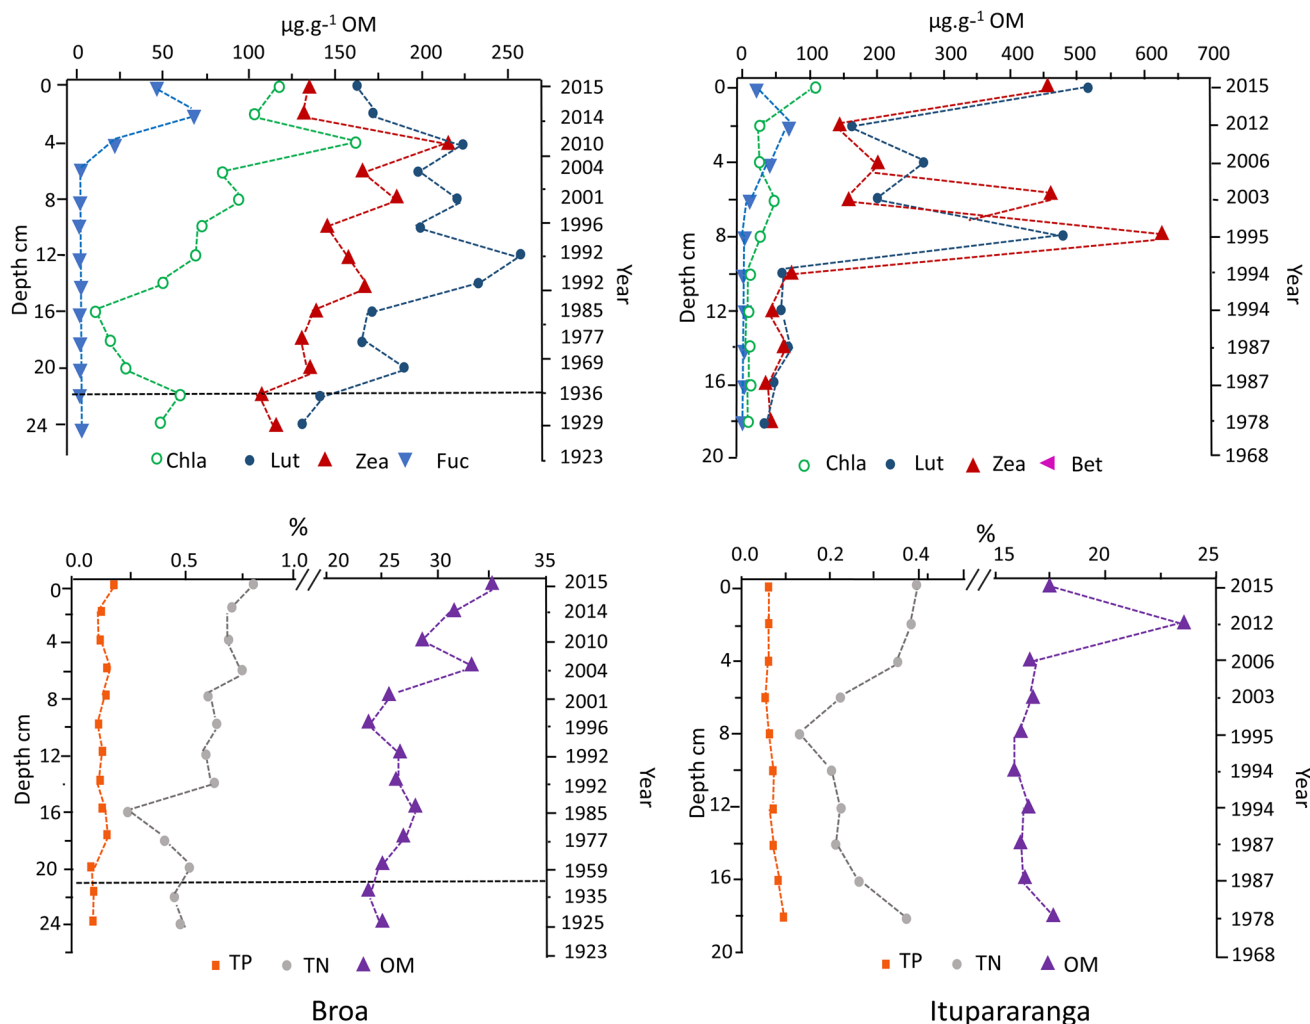 µg.g-1 OM
0 50 100 150 200 250
0 4 8 12 16 20 24
Depth cm
2015
2014
2010
2004
2001
1996
1992
1992
1985
1977
1969
1936
1929
1923
Year
Chla Lut Zea Fuc
µg.g-1 OM
0 100 200 300 400 500 600 700
0 4 8 12 16 20
Depth cm
2015
2012
2006
2003
1995
1994
1994
1987
1987
1978
1968
Year
Chla Lut Zea Bet
%
0.0 0.5 1.0 20 25 30 35
0 4 8 12 16 20 24
Depth cm
2015
2014
2010
2004
2001
1996
1992
1992
1985
1977
1959
1935
1925
1923
Year
TP TN OM
Broa
%
0.0 0.2 0.4 15 20 25
0 4 8 12 16 20
Depth cm
2015
2012
2006
2003
1995
1994
1994
1987
1987
1978
1968
Year
TP TN OM
Itupararanga